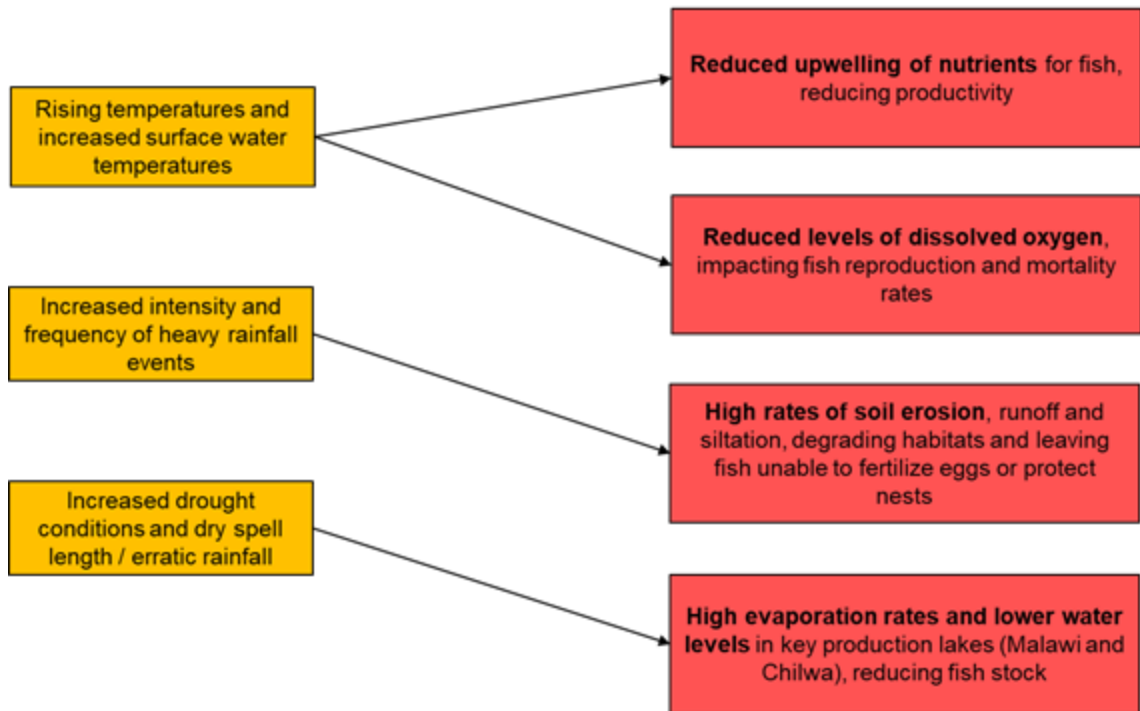 Rising temperatures and
increased surface water
temperatures
Increased intensity and
frequency of heavy rainfall
events
Increased drought
conditions and dry spell
length / erratic rainfall
Reduced upwelling of nutrients for fish,
reducing productivity
Reduced levels of dissolved oxygen,
impacting fish reproduction and mortality
rates
High rates of soil erosion, runoff and
siltation, degrading habitats and leaving
fish unable to fertilize eggs or protect
nests
High evaporation rates and lower water
levels in key production lakes (Malawi and
Chilwa), reducing fish stock